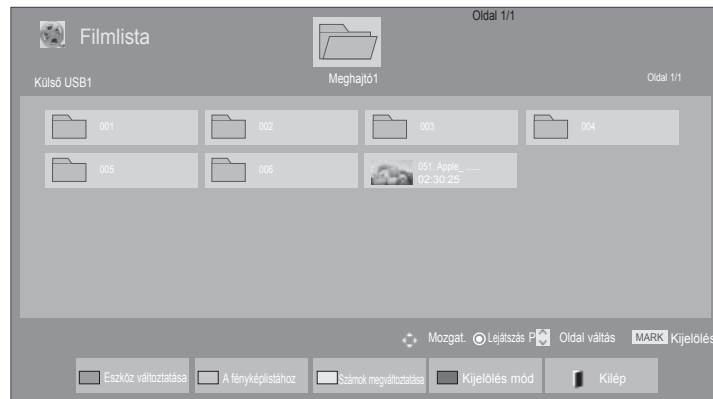 Oldal 1/1
Filmlista
Meghajtó1
Külső USB1
Oldal 1/1
001
002
003
004
005
006
051. Apple_ ......
02:30:25
Mozgat. Lejátszás P Oldal váltás MARK Kijelölés
Eszköz változtatása A fényképlistához Számok megváltoztatása Kijelölés mód Kilép